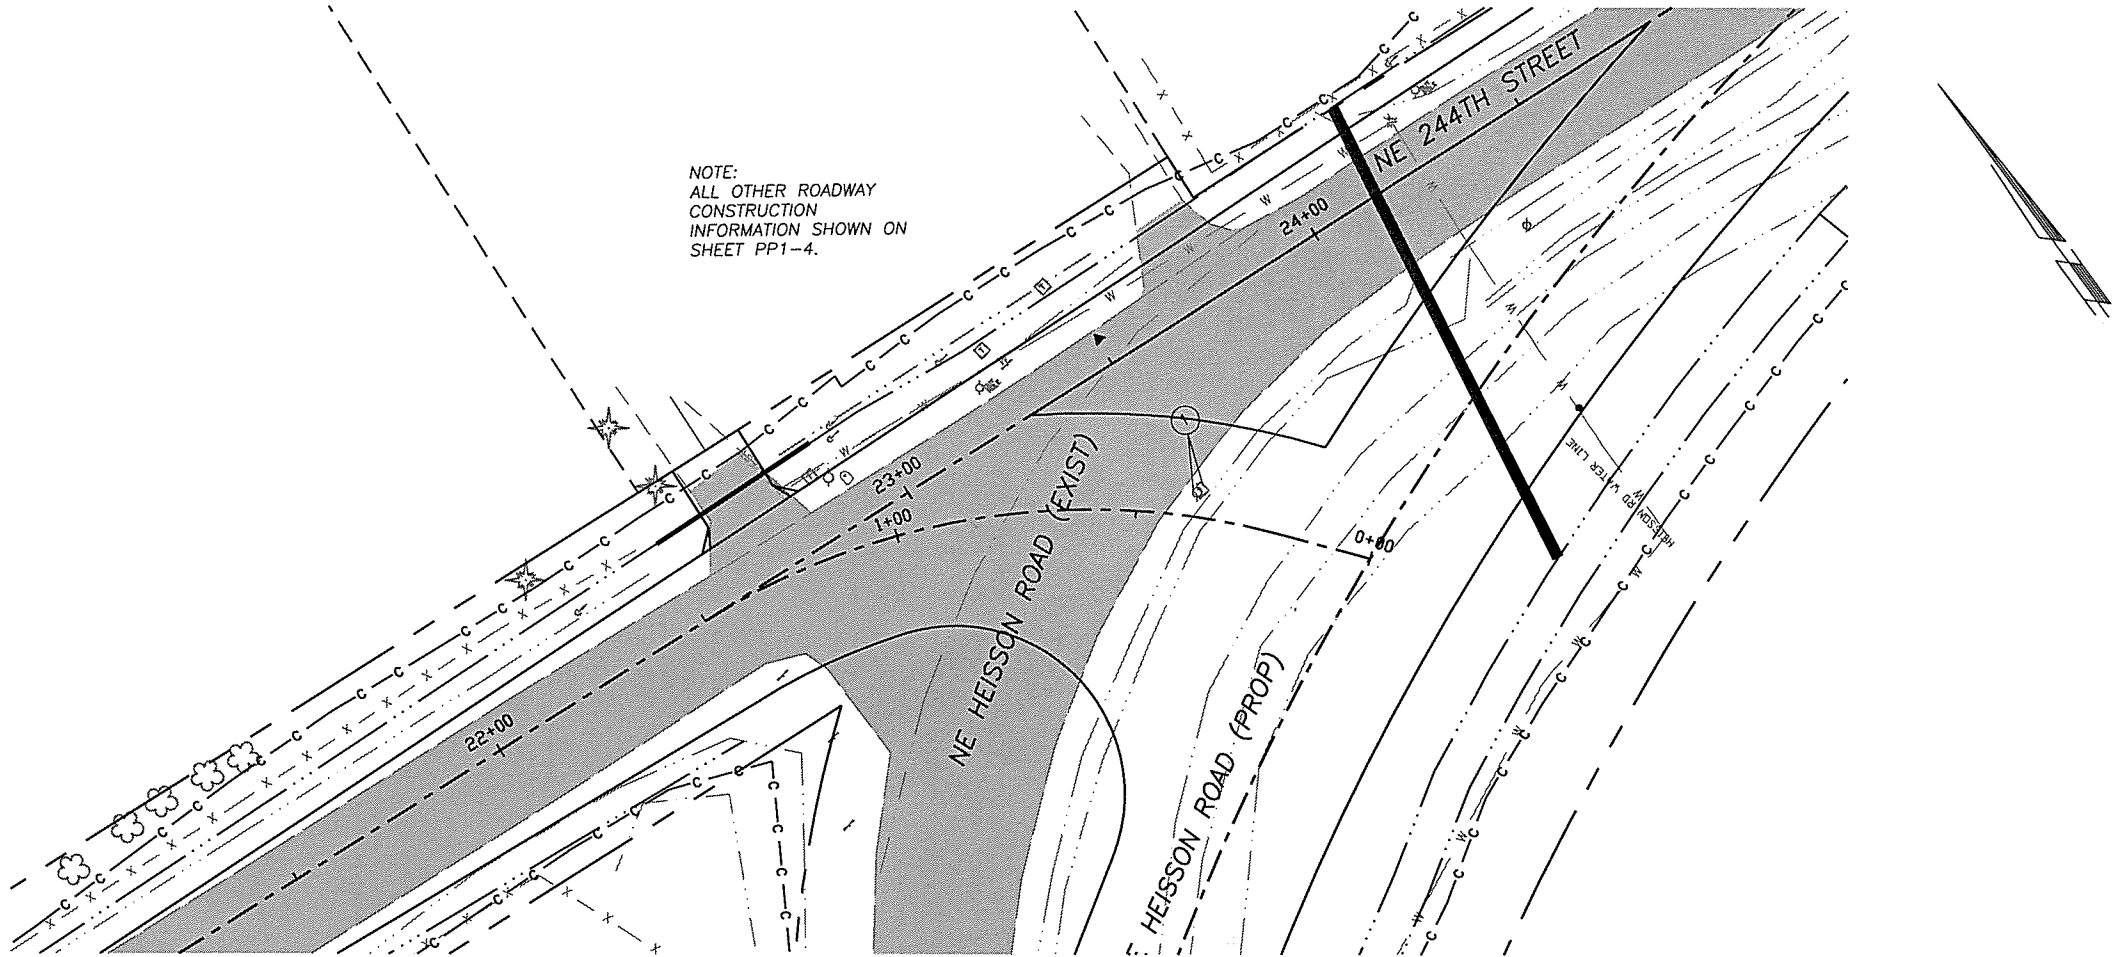 NOTE:
ALL OTHER ROADWAY
CONSTRUCTION
INFORMATION SHOWN ON
SHEET PP1-4.
NE 244TH STREET
24+00
23+00
1+00
0+00
22+00
NE HEISSON ROAD (EXIST)
HEISSON ROAD (PROP)
HEISSON RD WATER LINE
1